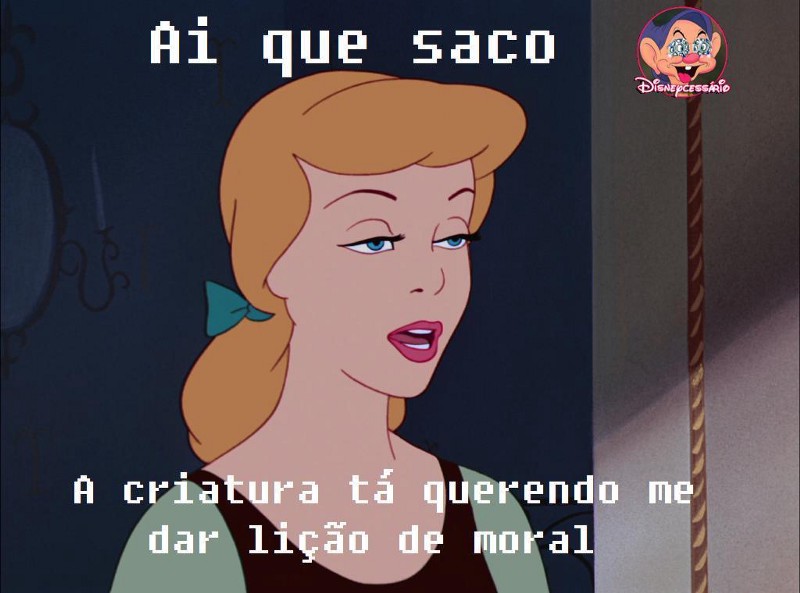 Ai que saco
Disneycessário
A criatura tá querendo me
dar lição de moral